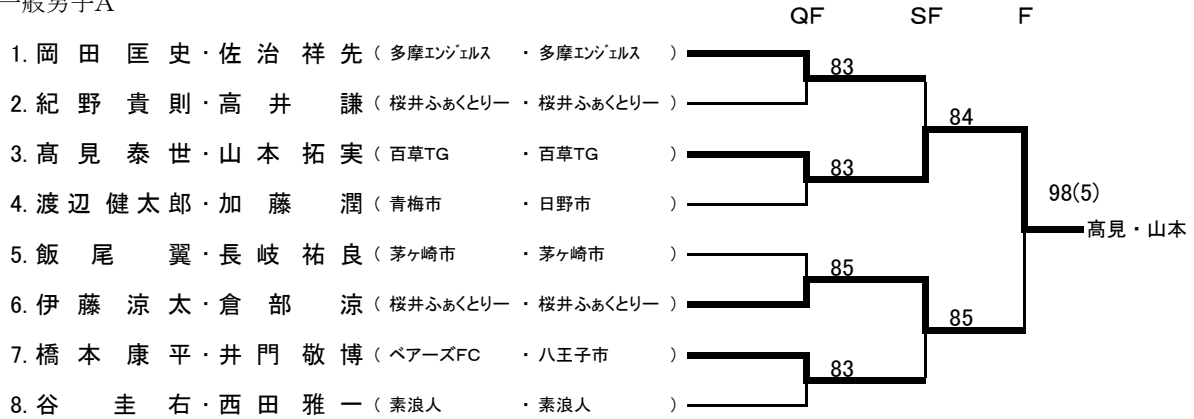 一般男子A
QF SF F
1. 岡田 匡史・佐治 祥先 ( 多摩エンジェルス ・ 多摩エンジェルス )
83
2. 紀野 貴則・高井 謙 ( 桜井ふぁくとりー ・ 桜井ふぁくとりー )
84
3. 髙見 泰世・山本 拓実 ( 百草TG ・ 百草TG )
83
4. 渡辺 健太郎・加藤 潤 ( 青梅市 ・ 日野市 )
98(5)
髙見・山本
5. 飯尾 翼・長岐 祐良 ( 茅ヶ崎市 ・ 茅ヶ崎市 )
85
6. 伊藤 涼太・倉部 涼 ( 桜井ふぁくとりー ・ 桜井ふぁくとりー )
85
7. 橋本 康平・井門 敬博 ( ベアーズFC ・ 八王子市 )
83
8. 谷 圭右・西田 雅一 ( 素浪人 ・ 素浪人 )